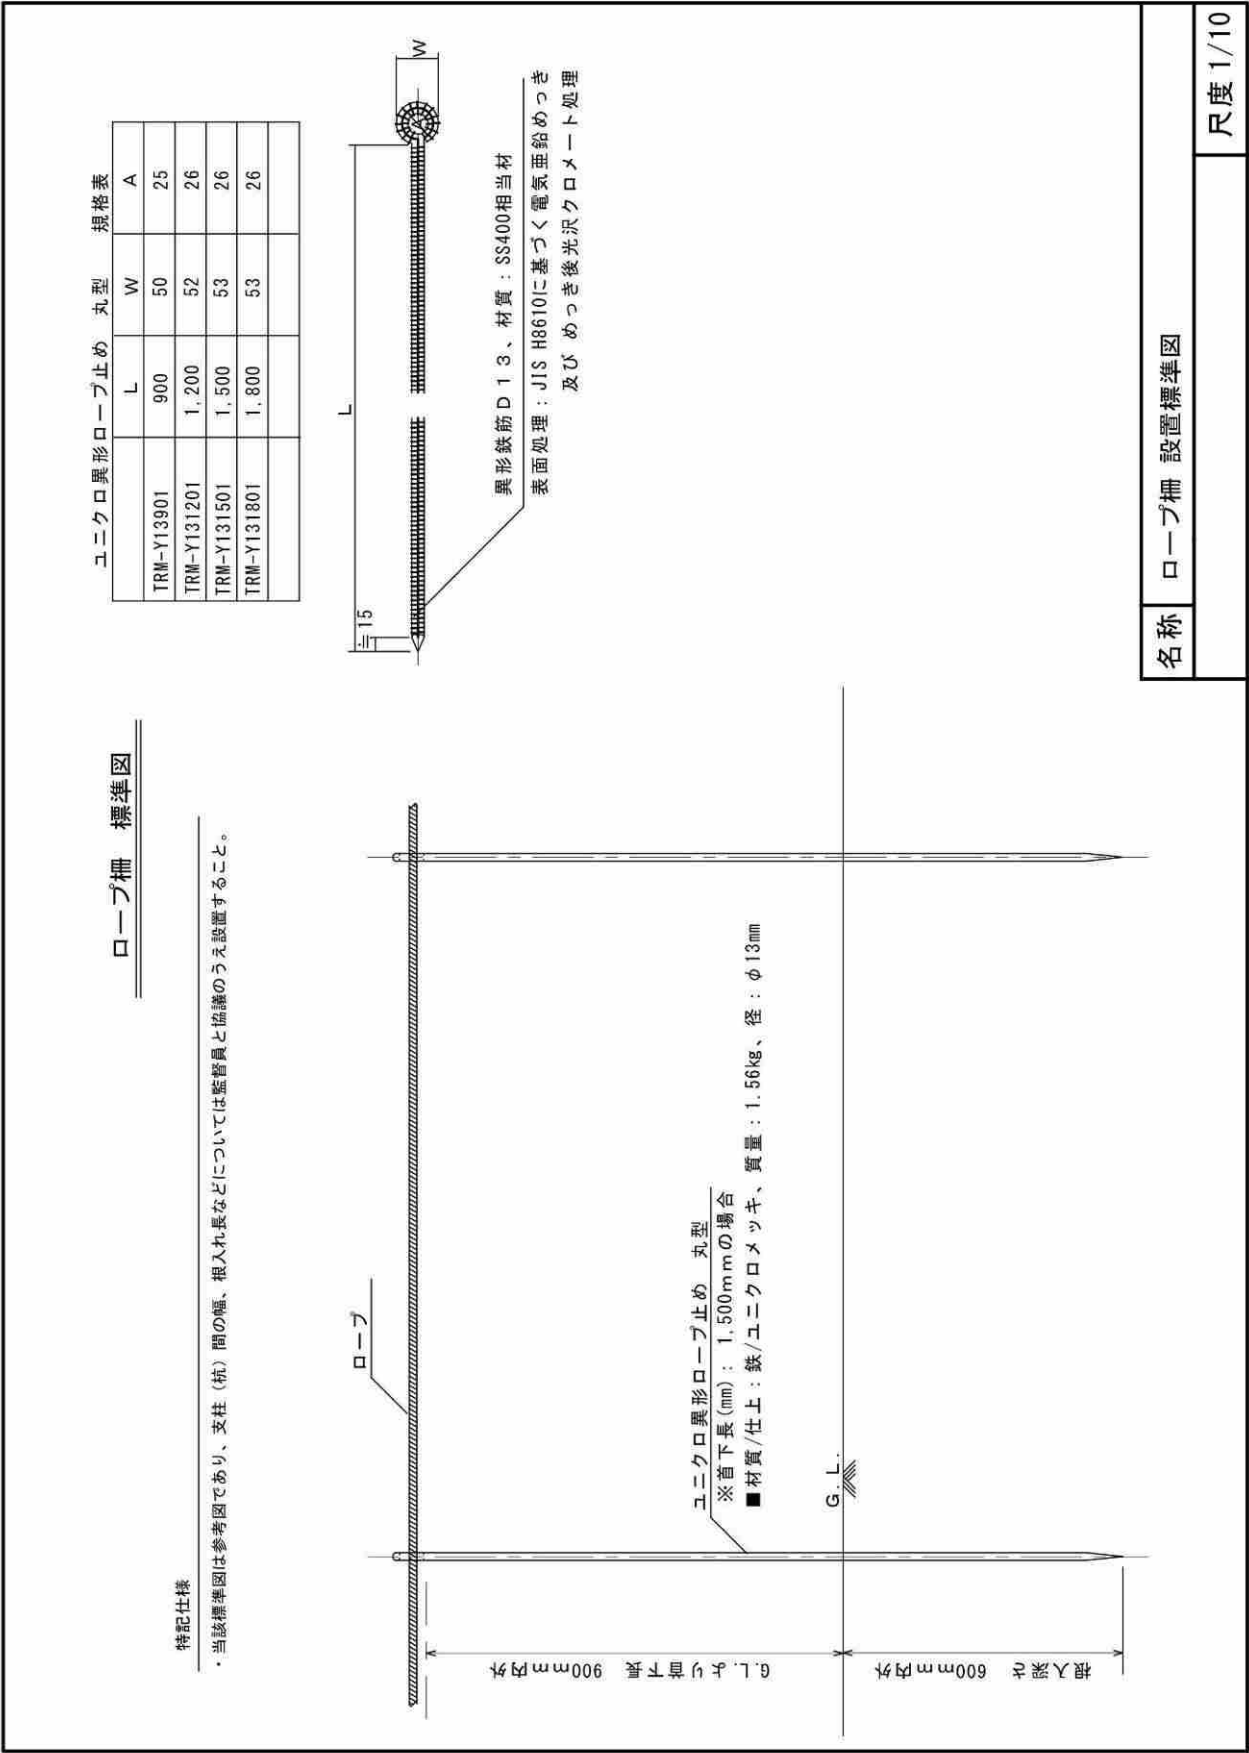 ロープ柵　標準図
特記仕様
・当該標準図は参考図であり、支柱（杭）間の幅、根入れ長などについては監督員と協議のうえ設置すること。
ロープ
ユニクロ異形ロープ止め　丸型
※首下長(mm)：1,500mmの場合
■材質/仕上：鉄/ユニクロメッキ、質量：1.56kg、径：φ13mm
G.L.
G.L.より首下長　900mm内外
根入深さ　600mm内外
ユニクロ異形ロープ止め　丸型　規格表
L W A
TRM-Y13901 900 50 25
TRM-Y131201 1,200 52 26
TRM-Y131501 1,500 53 26
TRM-Y131801 1,800 53 26
L
≒15
W
A
異形鉄筋D13、材質：SS400相当材
表面処理：JIS H8610に基づく電気亜鉛めっき
及び めっき後光沢クロメート処理
名称 ロープ柵 設置標準図
尺度 1/10